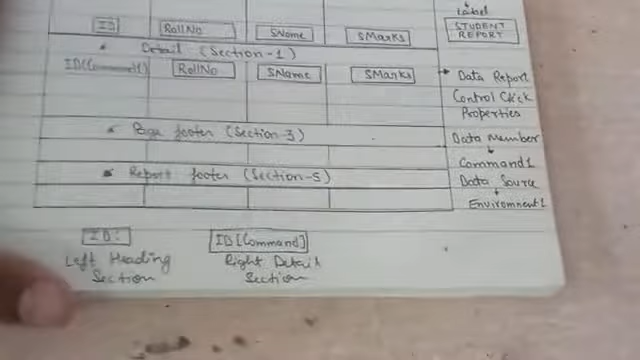 Label
STUDENT
REPORT
ID
RollNo
SName
SMarks
Detail (Section-1)
ID(Command1)
RollNo
SName
SMarks
Data Report
Control Click
Properties
Page footer (Section-3)
Data Member
Command1
Report footer (Section-5)
Data Source
Environment1
ID:
ID[Command]
Left Heading
Section
Right Detail
Section